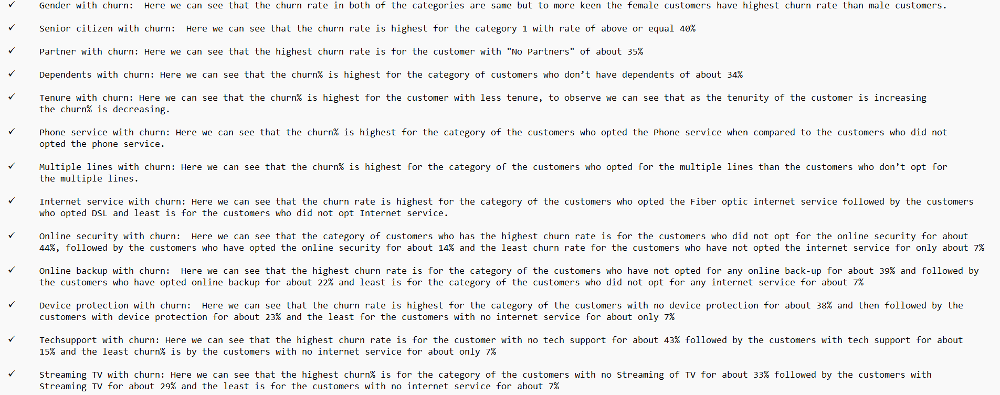 ✓ Gender with churn:  Here we can see that the churn rate in both of the categories are same but to more keen the female customers have highest churn rate than male customers.
✓ Senior citizen with churn:  Here we can see that the churn rate is highest for the category 1 with rate of above or equal 40%
✓ Partner with churn: Here we can see that the highest churn rate is for the customer with "No Partners" of about 35%
✓ Dependents with churn: Here we can see that the churn% is highest for the category of customers who don’t have dependents of about 34%
✓ Tenure with churn: Here we can see that the churn% is highest for the customer with less tenure, to observe we can see that as the tenurity of the customer is increasing
the churn% is decreasing.
✓ Phone service with churn: Here we can see that the churn% is highest for the category of the customers who opted the Phone service when compared to the customers who did not
opted the phone service.
✓ Multiple lines with churn: Here we can see that the churn% is highest for the category of the customers who opted for the multiple lines than the customers who don’t opt for
the multiple lines.
✓ Internet service with churn: Here we can see that the churn rate is highest for the category of the customers who opted the Fiber optic internet service followed by the customers
who opted DSL and least is for the customers who did not opt Internet service.
✓ Online security with churn:  Here we can see that the category of customers who has the highest churn rate is for the customers who did not opt for the online security for about
44%, followed by the customers who have opted the online security for about 14% and the least churn rate for the customers who have not opted the internet service for only about 7%
✓ Online backup with churn:  Here we can see that the highest churn rate is for the category of the customers who have not opted for any online back-up for about 39% and followed by
the customers who have opted online backup for about 22% and least is for the category of the customers who did not opt for any internet service for about 7%
✓ Device protection with churn:  Here we can see that the churn rate is highest for the category of the customers with no device protection for about 38% and then followed by the
customers with device protection for about 23% and the least for the customers with no internet service for about only 7%
✓ Techsupport with churn: Here we can see that the highest churn rate is for the customer with no tech support for about 43% followed by the customers with tech support for about
15% and the least churn% is by the customers with no internet service for about only 7%
✓ Streaming TV with churn: Here we can see that the highest churn% is for the category of the customers with no Streaming of TV for about 33% followed by the customers with
Streaming TV for about 29% and the least is for the customers with no internet service for about 7%